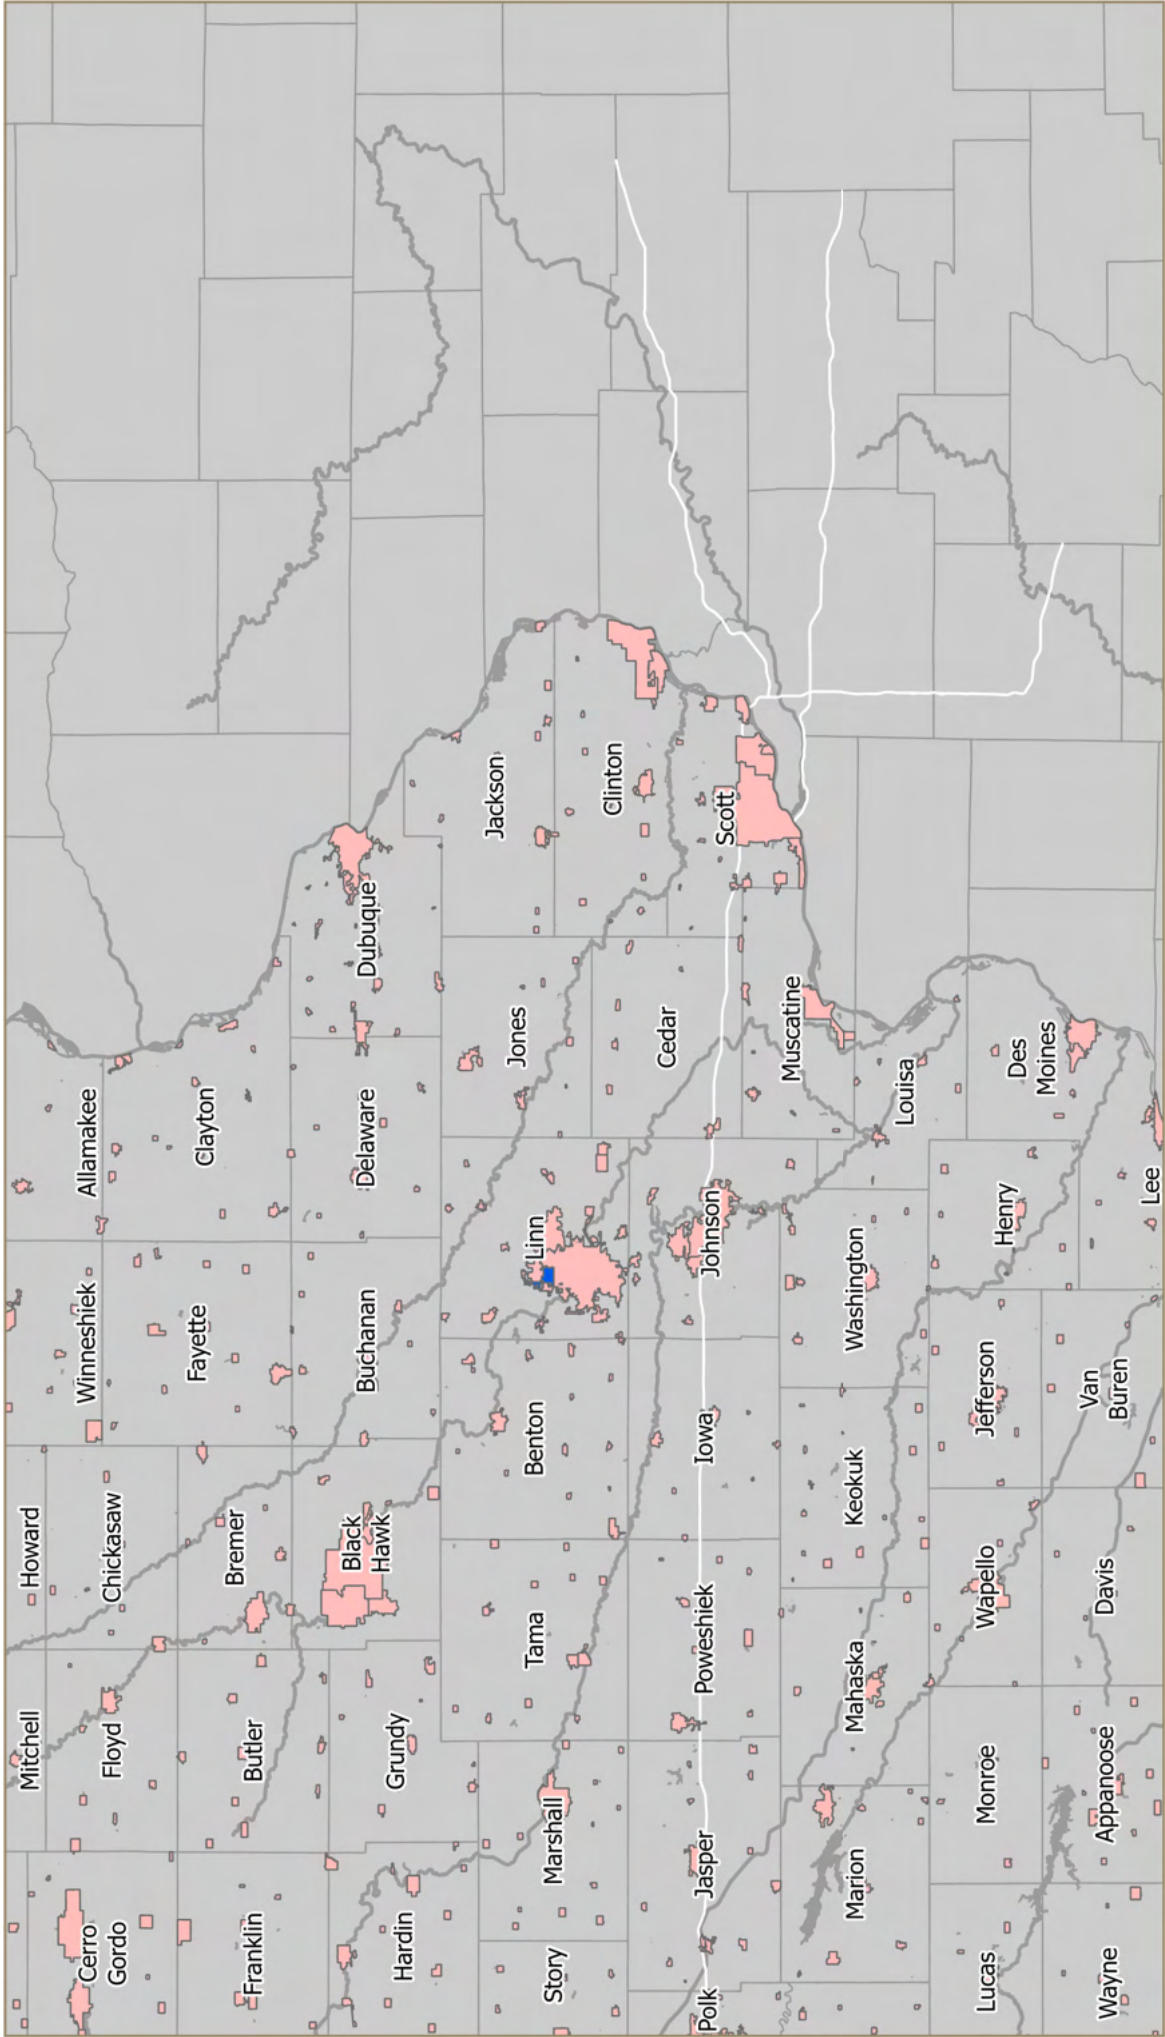 Mitchell
Howard
Winneshiek
Allamakee
Cerro
Gordo
Floyd
Chickasaw
Fayette
Clayton
Franklin
Butler
Bremer
Black
Hawk
Buchanan
Delaware
Dubuque
Hardin
Grundy
Tama
Benton
Linn
Jones
Jackson
Story
Marshall
Clinton
Cedar
Polk
Jasper
Poweshiek
Iowa
Johnson
Scott
Muscatine
Marion
Mahaska
Keokuk
Washington
Louisa
Lucas
Monroe
Wapello
Jefferson
Henry
Des
Moines
Wayne
Appanoose
Davis
Van
Buren
Lee